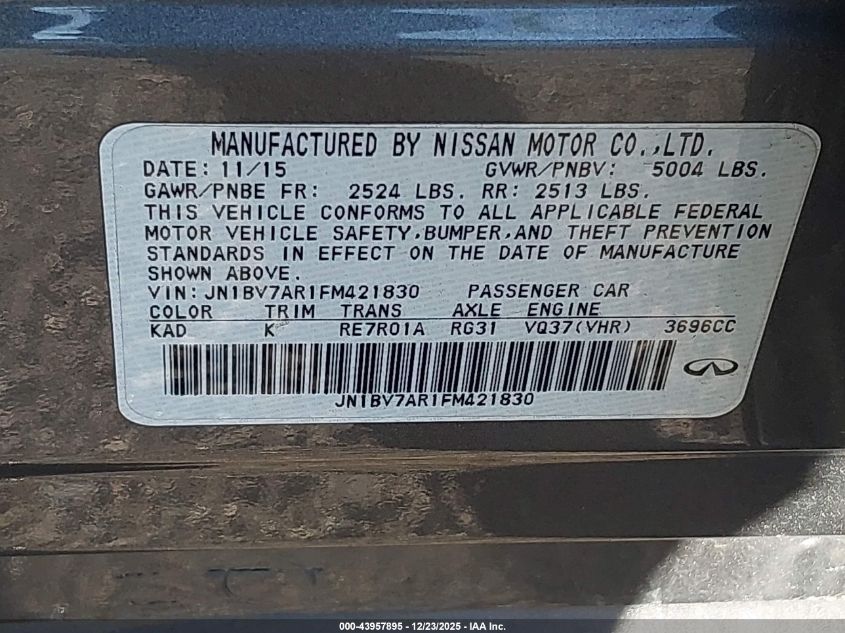 MANUFACTURED BY NISSAN MOTOR CO.,LTD.
DATE: 11/15 GVWR/PNBV: 5004 LBS.
GAWR/PNBE FR: 2524 LBS. RR: 2513 LBS.
THIS VEHICLE CONFORMS TO ALL APPLICABLE FEDERAL
MOTOR VEHICLE SAFETY,BUMPER,AND THEFT PREVENTION
STANDARDS IN EFFECT ON THE DATE OF MANUFACTURE
SHOWN ABOVE.
VIN: JN1BV7AR1FM421830 PASSENGER CAR
COLOR TRIM TRANS AXLE ENGINE
KAD K RE7R01A RG31 VQ37(VHR) 3696CC
JN1BV7AR1FM421830
000-43957895 - 12/23/2025 - IAA Inc.